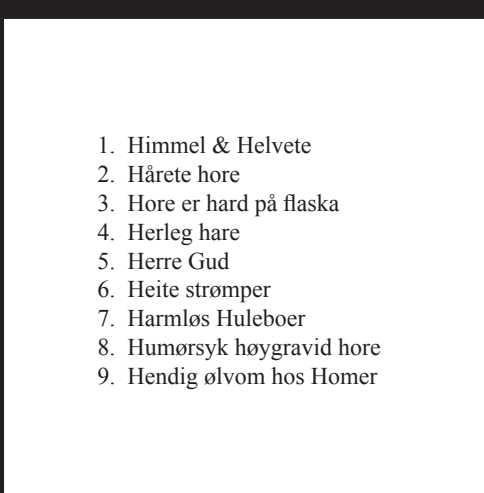 1. Himmel & Helvete
2. Hårete hore
3. Hore er hard på flaska
4. Herleg hare
5. Herre Gud
6. Heite strømper
7. Harmløs Huleboer
8. Humørsyk høygravid hore
9. Hendig ølvom hos Homer